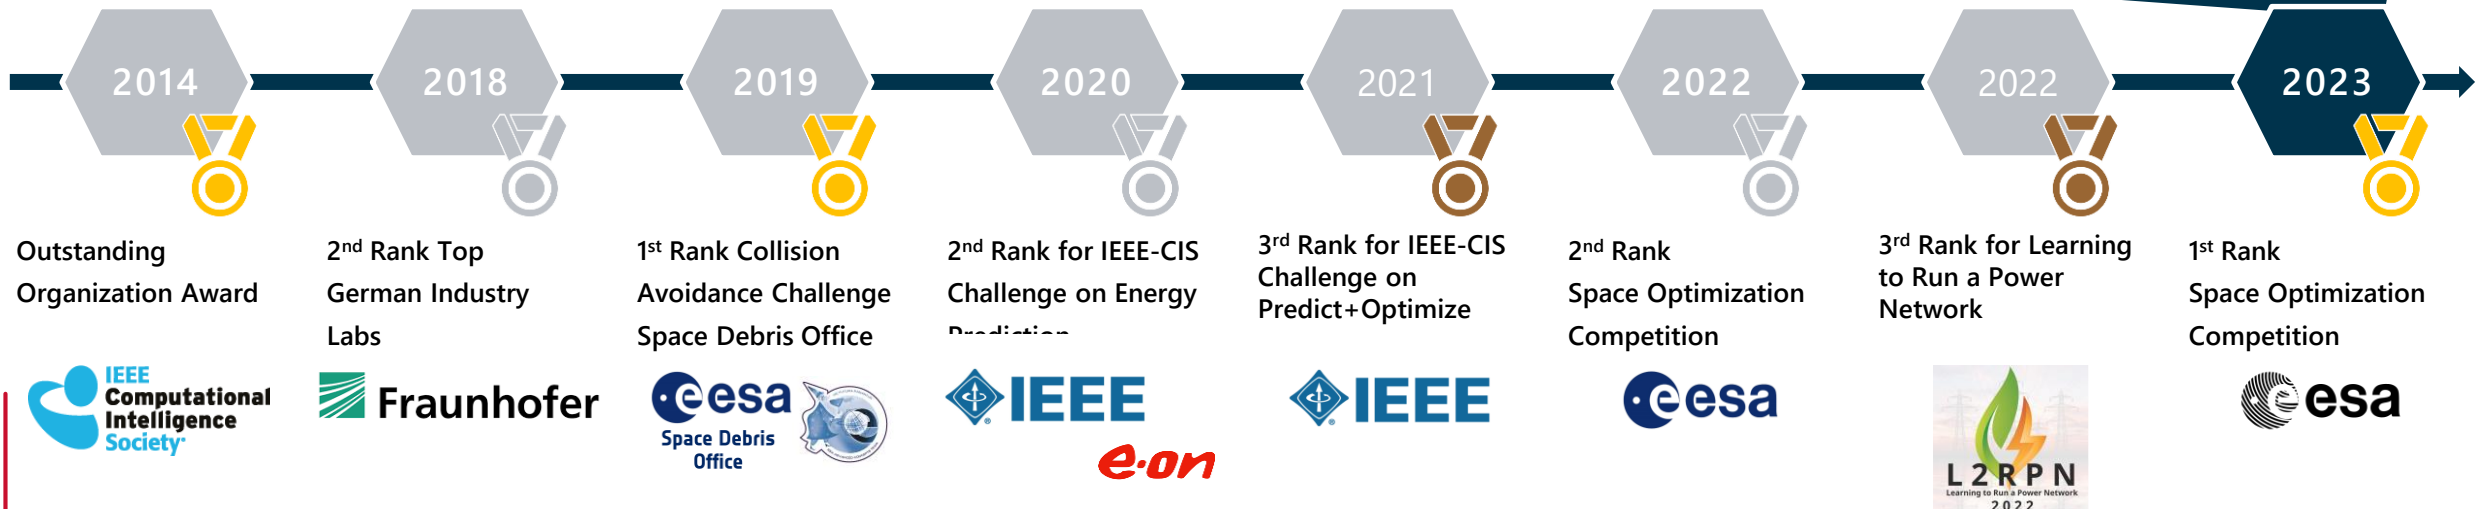 2014
2018
2019
2020
2021
2022
2022
2023
Outstanding
Organization Award
2nd Rank Top
German Industry
Labs
1st Rank Collision
Avoidance Challenge
Space Debris Office
2nd Rank for IEEE-CIS
Challenge on Energy
Prediction
3rd Rank for IEEE-CIS
Challenge on
Predict+Optimize
2nd Rank
Space Optimization
Competition
3rd Rank for Learning
to Run a Power
Network
1st Rank
Space Optimization
Competition
IEEE
Computational
Intelligence
Society
Fraunhofer
esa
Space Debris
Office
IEEE
e·on
IEEE
esa
L2RPN
Learning to Run a Power Network
2022
esa